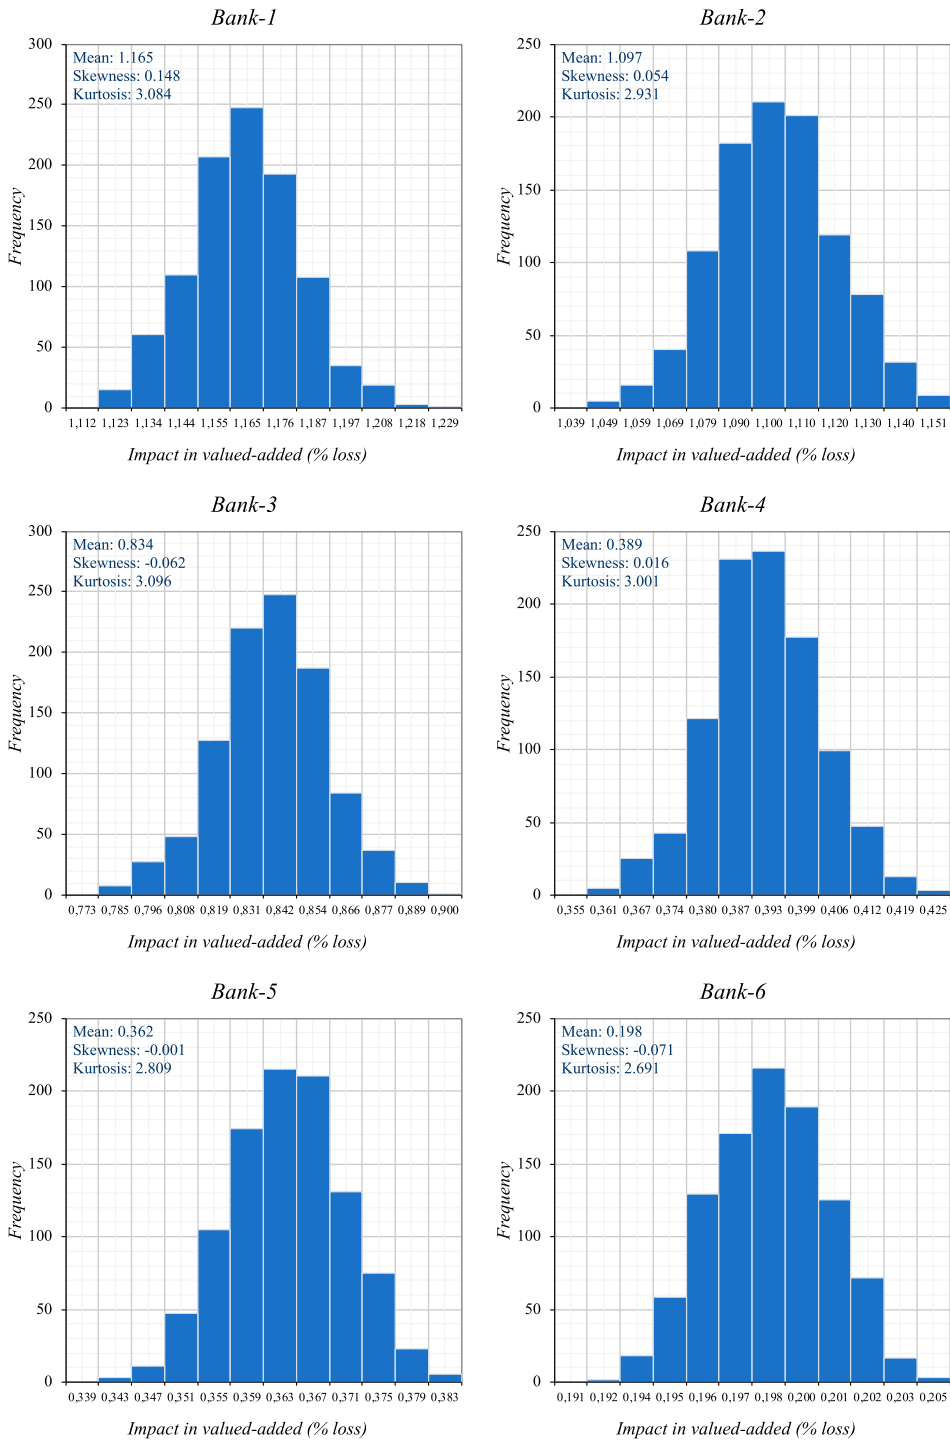 Bank-1
Mean: 1.165
Skewness: 0.148
Kurtosis: 3.084
300
250
200
150
100
50
0
Frequency
1,112 1,123 1,134 1,144 1,155 1,165 1,176 1,187 1,197 1,208 1,218 1,229
Impact in valued-added (% loss)
Bank-2
Mean: 1.097
Skewness: 0.054
Kurtosis: 2.931
250
200
150
100
50
0
Frequency
1,039 1,049 1,059 1,069 1,079 1,090 1,100 1,110 1,120 1,130 1,140 1,151
Impact in valued-added (% loss)
Bank-3
Mean: 0.834
Skewness: -0.062
Kurtosis: 3.096
300
250
200
150
100
50
0
Frequency
0,773 0,785 0,796 0,808 0,819 0,831 0,842 0,854 0,866 0,877 0,889 0,900
Impact in valued-added (% loss)
Bank-4
Mean: 0.389
Skewness: 0.016
Kurtosis: 3.001
250
200
150
100
50
0
Frequency
0,355 0,361 0,367 0,374 0,380 0,387 0,393 0,399 0,406 0,412 0,419 0,425
Impact in valued-added (% loss)
Bank-5
Mean: 0.362
Skewness: -0.001
Kurtosis: 2.809
250
200
150
100
50
0
Frequency
0,339 0,343 0,347 0,351 0,355 0,359 0,363 0,367 0,371 0,375 0,379 0,383
Impact in valued-added (% loss)
Bank-6
Mean: 0.198
Skewness: -0.071
Kurtosis: 2.691
250
200
150
100
50
0
Frequency
0,191 0,192 0,194 0,195 0,196 0,197 0,198 0,200 0,201 0,202 0,203 0,205
Impact in valued-added (% loss)